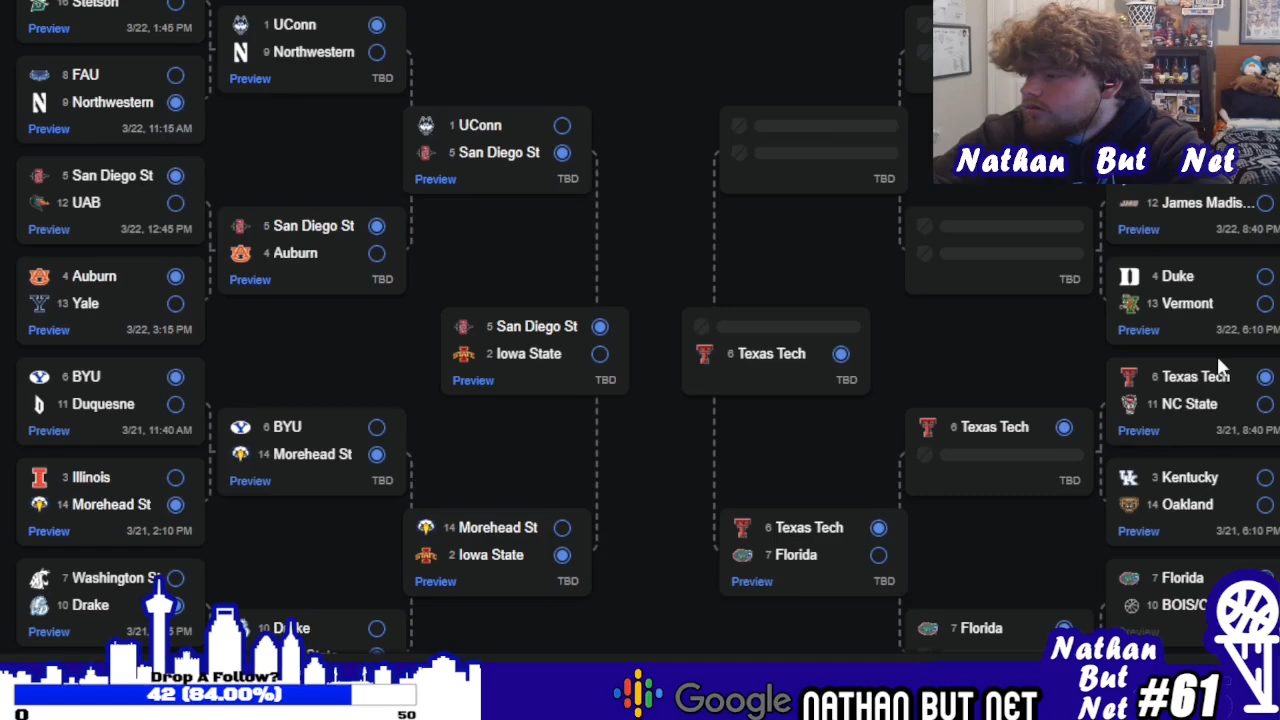 16 Stetson
Preview 3/22, 1:45 PM
8 FAU
9 Northwestern
Preview 3/22, 11:15 AM
5 San Diego St
12 UAB
Preview 3/22, 12:45 PM
4 Auburn
13 Yale
Preview 3/22, 3:15 PM
6 BYU
11 Duquesne
Preview 3/21, 11:40 AM
3 Illinois
14 Morehead St
Preview 3/21, 2:10 PM
7 Washington S
10 Drake
Preview 3/21,
1 UConn
9 Northwestern
Preview TBD
5 San Diego St
4 Auburn
Preview TBD
6 BYU
14 Morehead St
Preview TBD
10 Drake
1 UConn
5 San Diego St
Preview TBD
5 San Diego St
2 Iowa State
Preview TBD
14 Morehead St
2 Iowa State
Preview TBD
TBD
6 Texas Tech
TBD
6 Texas Tech
7 Florida
Preview TBD
TBD
6 Texas Tech
TBD
7 Florida
12 James Madis...
Preview 3/22, 8:40 PM
4 Duke
13 Vermont
Preview 3/22, 6:10 PM
6 Texas Tech
11 NC State
Preview 3/21, 8:40 PM
3 Kentucky
14 Oakland
Preview 3/21, 6:10 PM
7 Florida
10 BOIS/C
Nathan But Net
Drop A Follow?
42 (84.00%)
0 50
Google
NATHAN BUT NET
Nathan
But
Net
#61